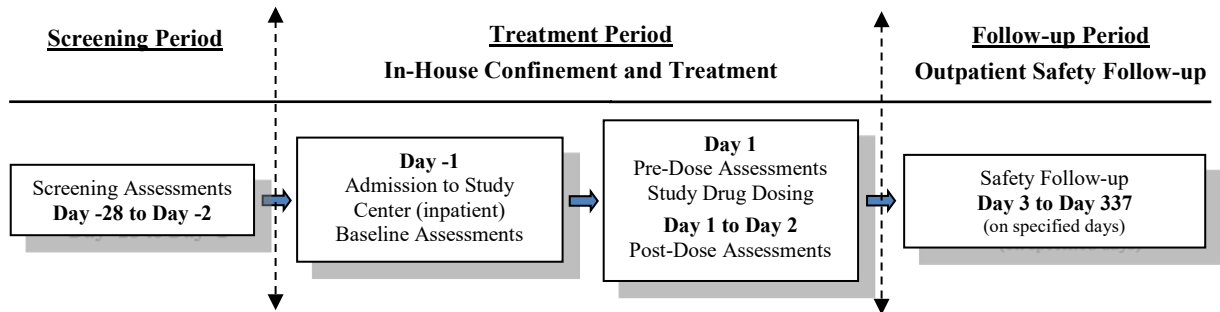 Screening Period
Treatment Period
In-House Confinement and Treatment
Follow-up Period
Outpatient Safety Follow-up
Screening Assessments
Day -28 to Day -2
Day -1
Admission to Study
Center (inpatient)
Baseline Assessments
Day 1
Pre-Dose Assessments
Study Drug Dosing
Day 1 to Day 2
Post-Dose Assessments
Safety Follow-up
Day 3 to Day 337
(on specified days)